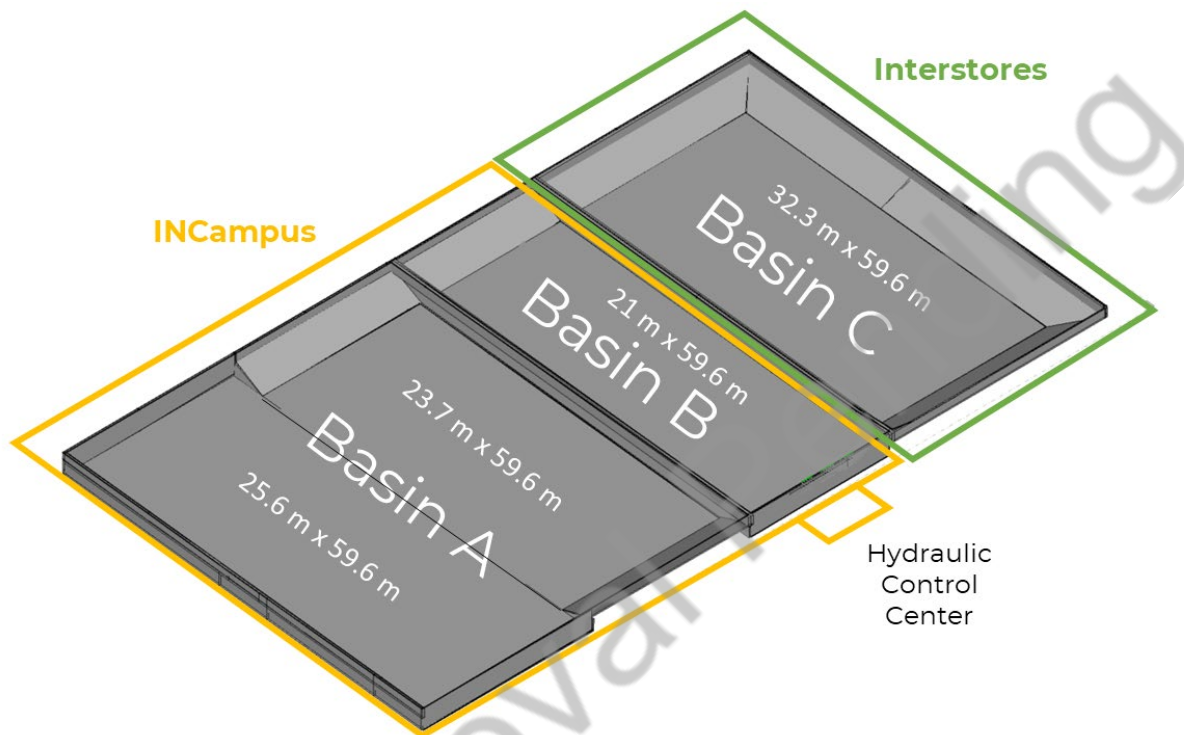 Interstores
INCampus
32.3 m x 59.6 m
Basin C
21 m x 59.6 m
Basin B
23.7 m x 59.6 m
Basin A
25.6 m x 59.6 m
Hydraulic
Control
Center